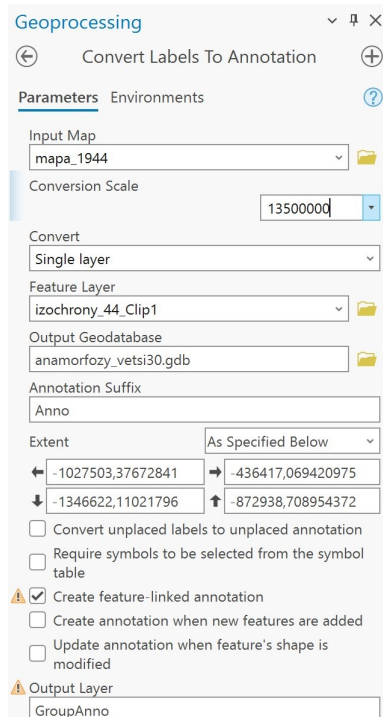 Geoprocessing
Convert Labels To Annotation
Parameters Environments
Input Map
mapa_1944
Conversion Scale
13500000
Convert
Single layer
Feature Layer
izochrony_44_Clip1
Output Geodatabase
anamorfozy_vetsi30.gdb
Annotation Suffix
Anno
Extent As Specified Below
-1027503,37672841 -436417,069420975
-1346622,11021796 -872938,708954372
Convert unplaced labels to unplaced annotation
Require symbols to be selected from the symbol
table
Create feature-linked annotation
Create annotation when new features are added
Update annotation when feature's shape is
modified
Output Layer
GroupAnno